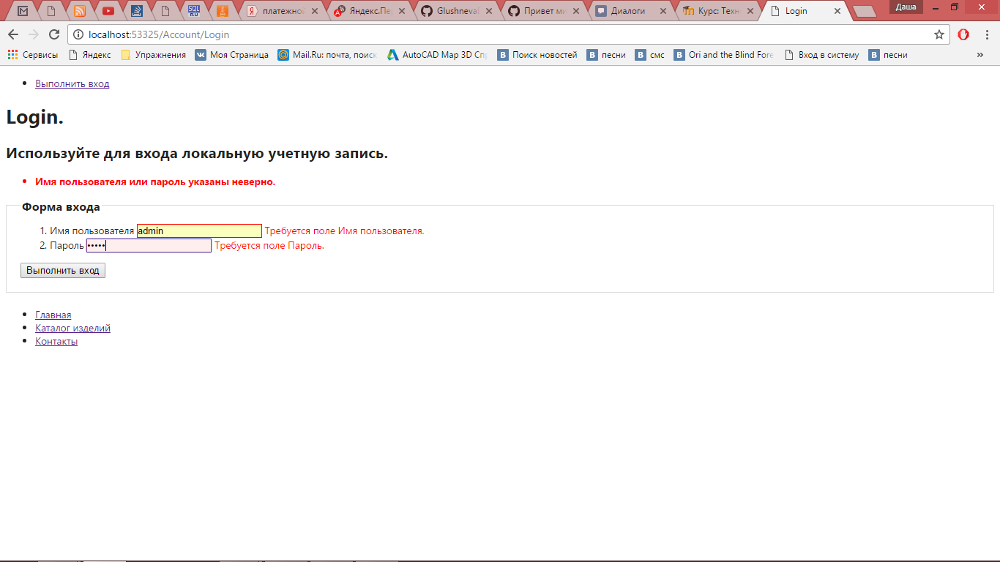 платежной
Яндекс.Пе
Glushneva
Привет ми
Диалоги
Курс: Техн
Login
Даша
localhost:53325/Account/Login
Сервисы
Яндекс
Упражнения
Моя Страница
Mail.Ru: почта, поиск
AutoCAD Map 3D Спр
Поиск новостей
песни
смс
Ori and the Blind Fore
Вход в систему
песни
»
Выполнить вход
Login.
Используйте для входа локальную учетную запись.
Имя пользователя или пароль указаны неверно.
Форма входа
1. Имя пользователя admin Требуется поле Имя пользователя.
2. Пароль ••••• Требуется поле Пароль.
Выполнить вход
Главная
Каталог изделий
Контакты